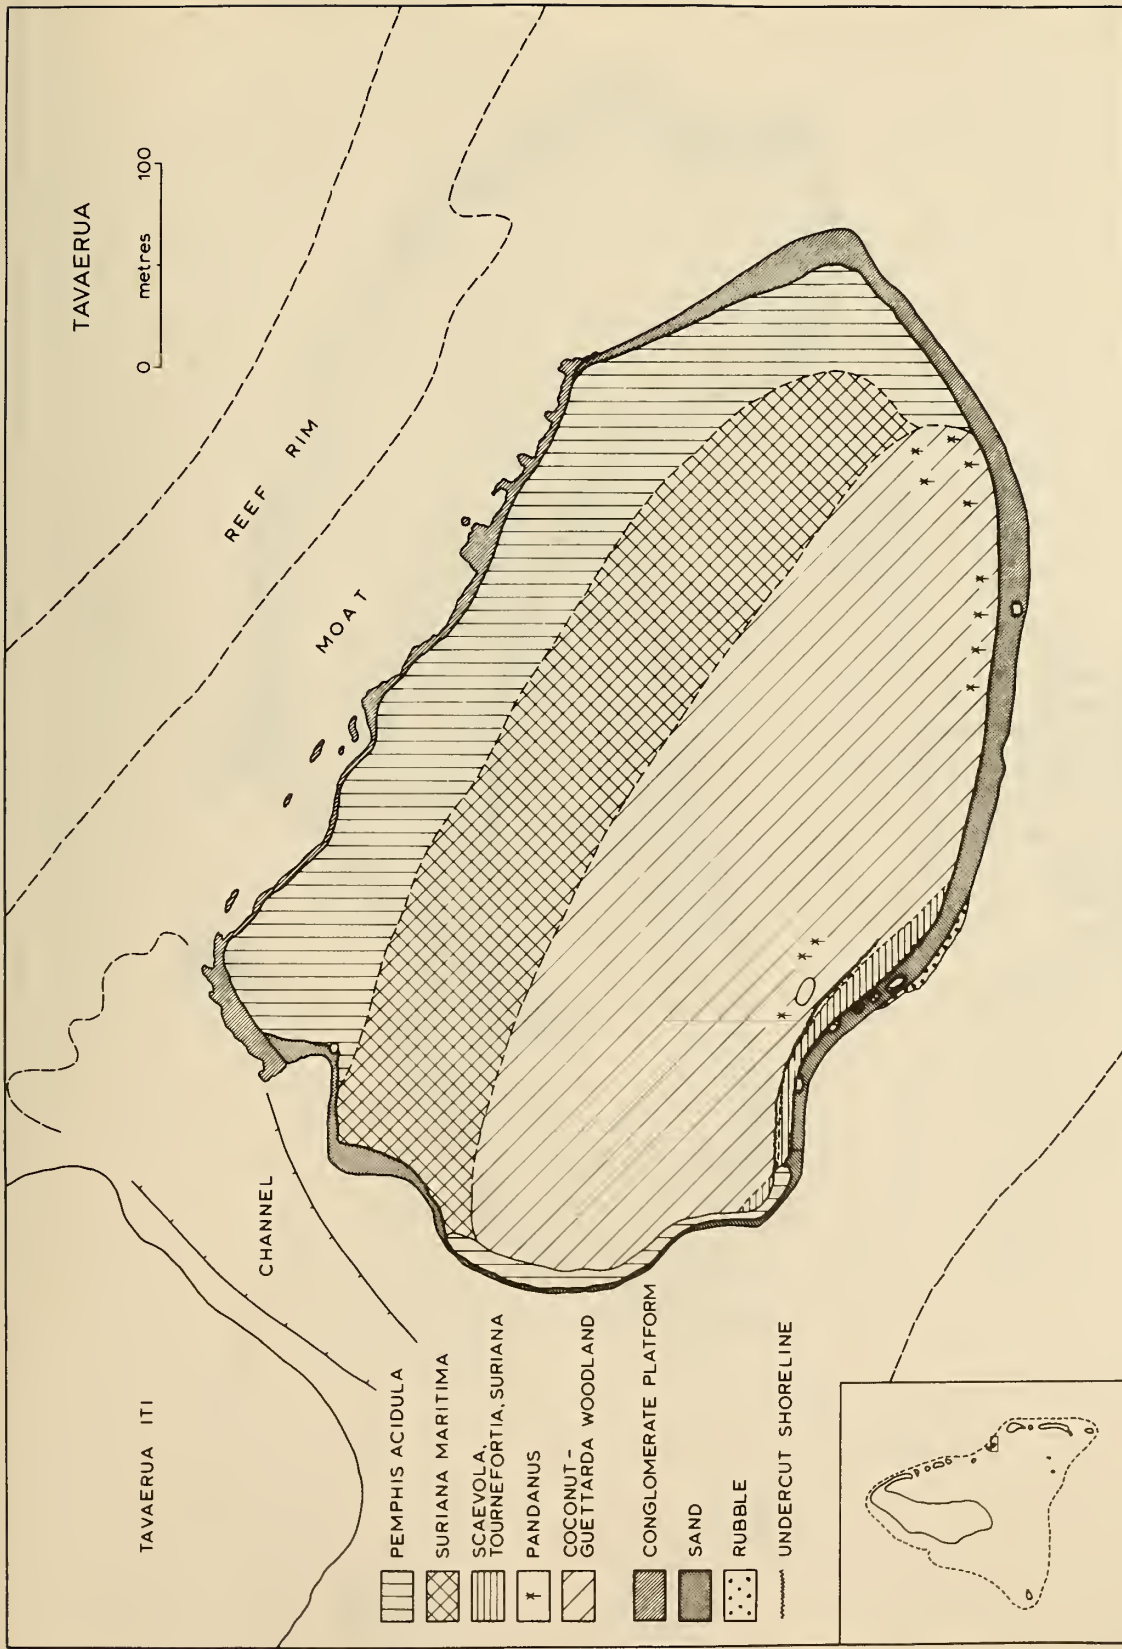 TAVAERUA
0 metres 100
REEF RIM
MOAT
CHANNEL
TAVAERUA ITI
PEMPHIS ACIDULA
SURIANA MARITIMA
SCAEVOLA,
TOURNEFORTIA, SURIANA
PANDANUS
COCONUT -
GUETTARDA WOODLAND
CONGLOMERATE PLATFORM
SAND
RUBBLE
UNDERCUT SHORELINE